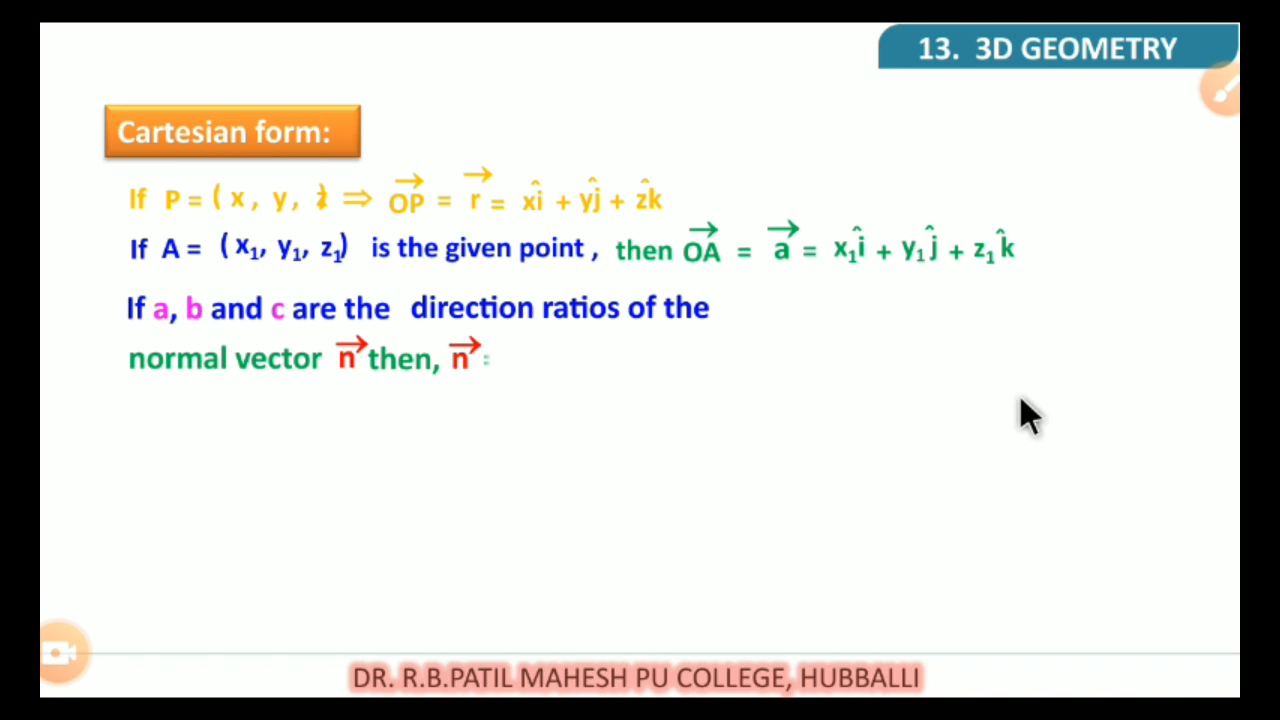 13. 3D GEOMETRY
Cartesian form:
If P = ( x , y , z) ⇒ →OP = →r = xî + yĵ + zk̂
If A = (x₁, y₁, z₁) is the given point , then →OA = →a = x₁î + y₁ĵ + z₁k̂
If a, b and c are the direction ratios of the
normal vector →n then, →n =
DR. R.B.PATIL MAHESH PU COLLEGE, HUBBALLI